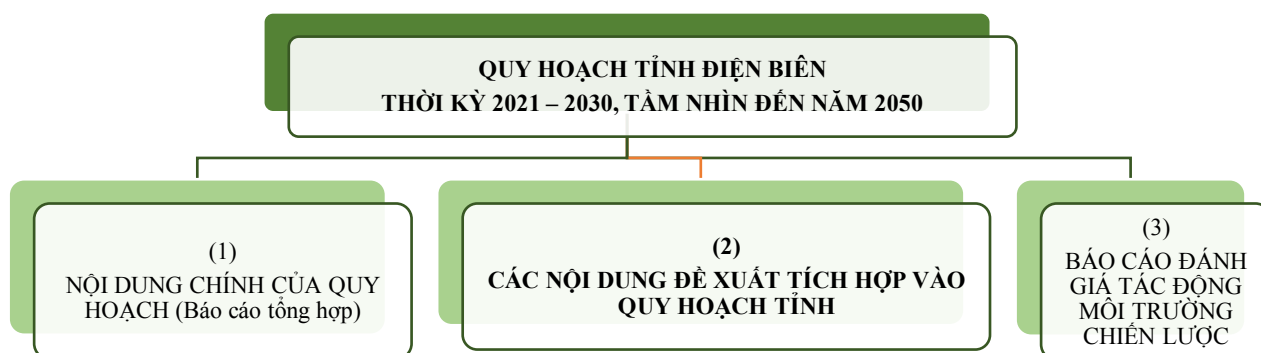 QUY HOẠCH TỈNH ĐIỆN BIÊN
THỜI KỲ 2021 – 2030, TẦM NHÌN ĐẾN NĂM 2050
(1)
NỘI DUNG CHÍNH CỦA QUY
HOẠCH (Báo cáo tổng hợp)
(2)
CÁC NỘI DUNG ĐỀ XUẤT TÍCH HỢP VÀO
QUY HOẠCH TỈNH
(3)
BÁO CÁO ĐÁNH
GIÁ TÁC ĐỘNG
MÔI TRƯỜNG
CHIẾN LƯỢC